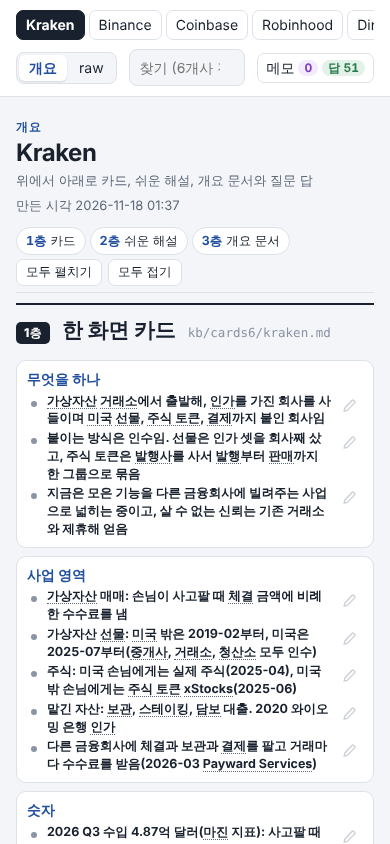 Kraken Binance Coinbase Robinhood Dir
개요 raw 찾기 (6개사 : 메모 0 답 51
개요
Kraken
위에서 아래로 카드, 쉬운 해설, 개요 문서와 질문 답
만든 시각 2026-11-18 01:37
1층 카드 2층 쉬운 해설 3층 개요 문서
모두 펼치기 모두 접기
1층 한 화면 카드 kb/cards6/kraken.md
무엇을 하나
가상자산 거래소에서 출발해, 인가를 가진 회사를 사
들이며 미국 선물, 주식 토큰, 결제까지 붙인 회사임
붙이는 방식은 인수임. 선물은 인가 셋을 회사째 샀
고, 주식 토큰은 발행사를 사서 발행부터 판매까지
한 그룹으로 묶음
지금은 모은 기능을 다른 금융회사에 빌려주는 사업
으로 넓히는 중이고, 살 수 없는 신뢰는 기존 거래소
와 제휴해 얻음
사업 영역
가상자산 매매: 손님이 사고팔 때 체결 금액에 비례
한 수수료를 냄
가상자산 선물: 미국 밖은 2019-02부터, 미국은
2025-07부터(중개사, 거래소, 청산소 모두 인수)
주식: 미국 손님에게는 실제 주식(2025-04), 미국
밖 손님에게는 주식 토큰 xStocks(2025-06)
맡긴 자산: 보관, 스테이킹, 담보 대출. 2020 와이오
밍 은행 인가
다른 금융회사에 체결과 보관과 결제를 팔고 거래마
다 수수료를 받음(2026-03 Payward Services)
숫자
2026 Q3 수입 4.87억 달러(마진 지표): 사고팔 때